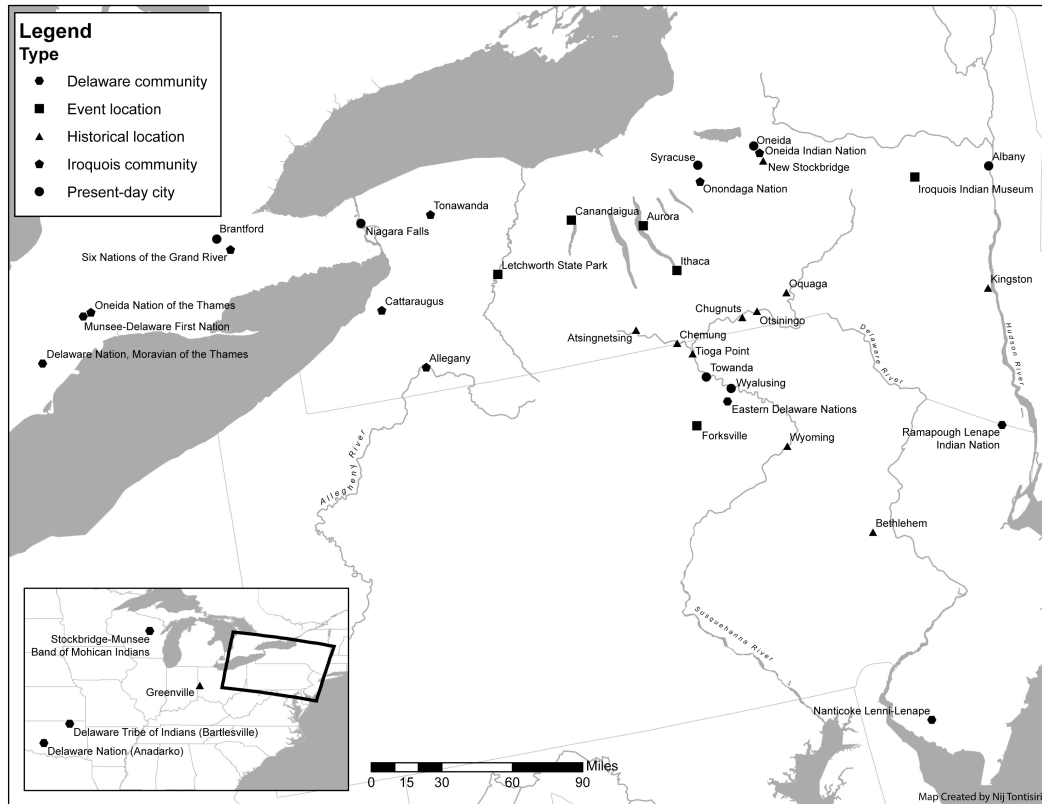 Legend
Type
Delaware community
Event location
Historical location
Iroquois community
Present-day city
Oneida
Oneida Indian Nation
New Stockbridge
Syracuse
Onondaga Nation
Albany
Iroquois Indian Museum
Tonawanda
Niagara Falls
Canandaigua
Aurora
Brantford
Six Nations of the Grand River
Letchworth State Park
Ithaca
Oquaga
Kingston
Oneida Nation of the Thames
Munsee-Delaware First Nation
Cattaraugus
Chugnuts
Otsiningo
Atsingnetsing
Chemung
Tioga Point
Delaware River
Hudson River
Delaware Nation, Moravian of the Thames
Allegany
Towanda
Wyalusing
Eastern Delaware Nations
Forksville
Wyoming
Ramapough Lenape
Indian Nation
Allegheny River
Bethlehem
Susquehanna River
Stockbridge-Munsee
Band of Mohican Indians
Greenville
Delaware Tribe of Indians (Bartlesville)
Delaware Nation (Anadarko)
Nanticoke Lenni-Lenape
Miles
0 15 30 60 90
Map Created by Nij Tontisiri